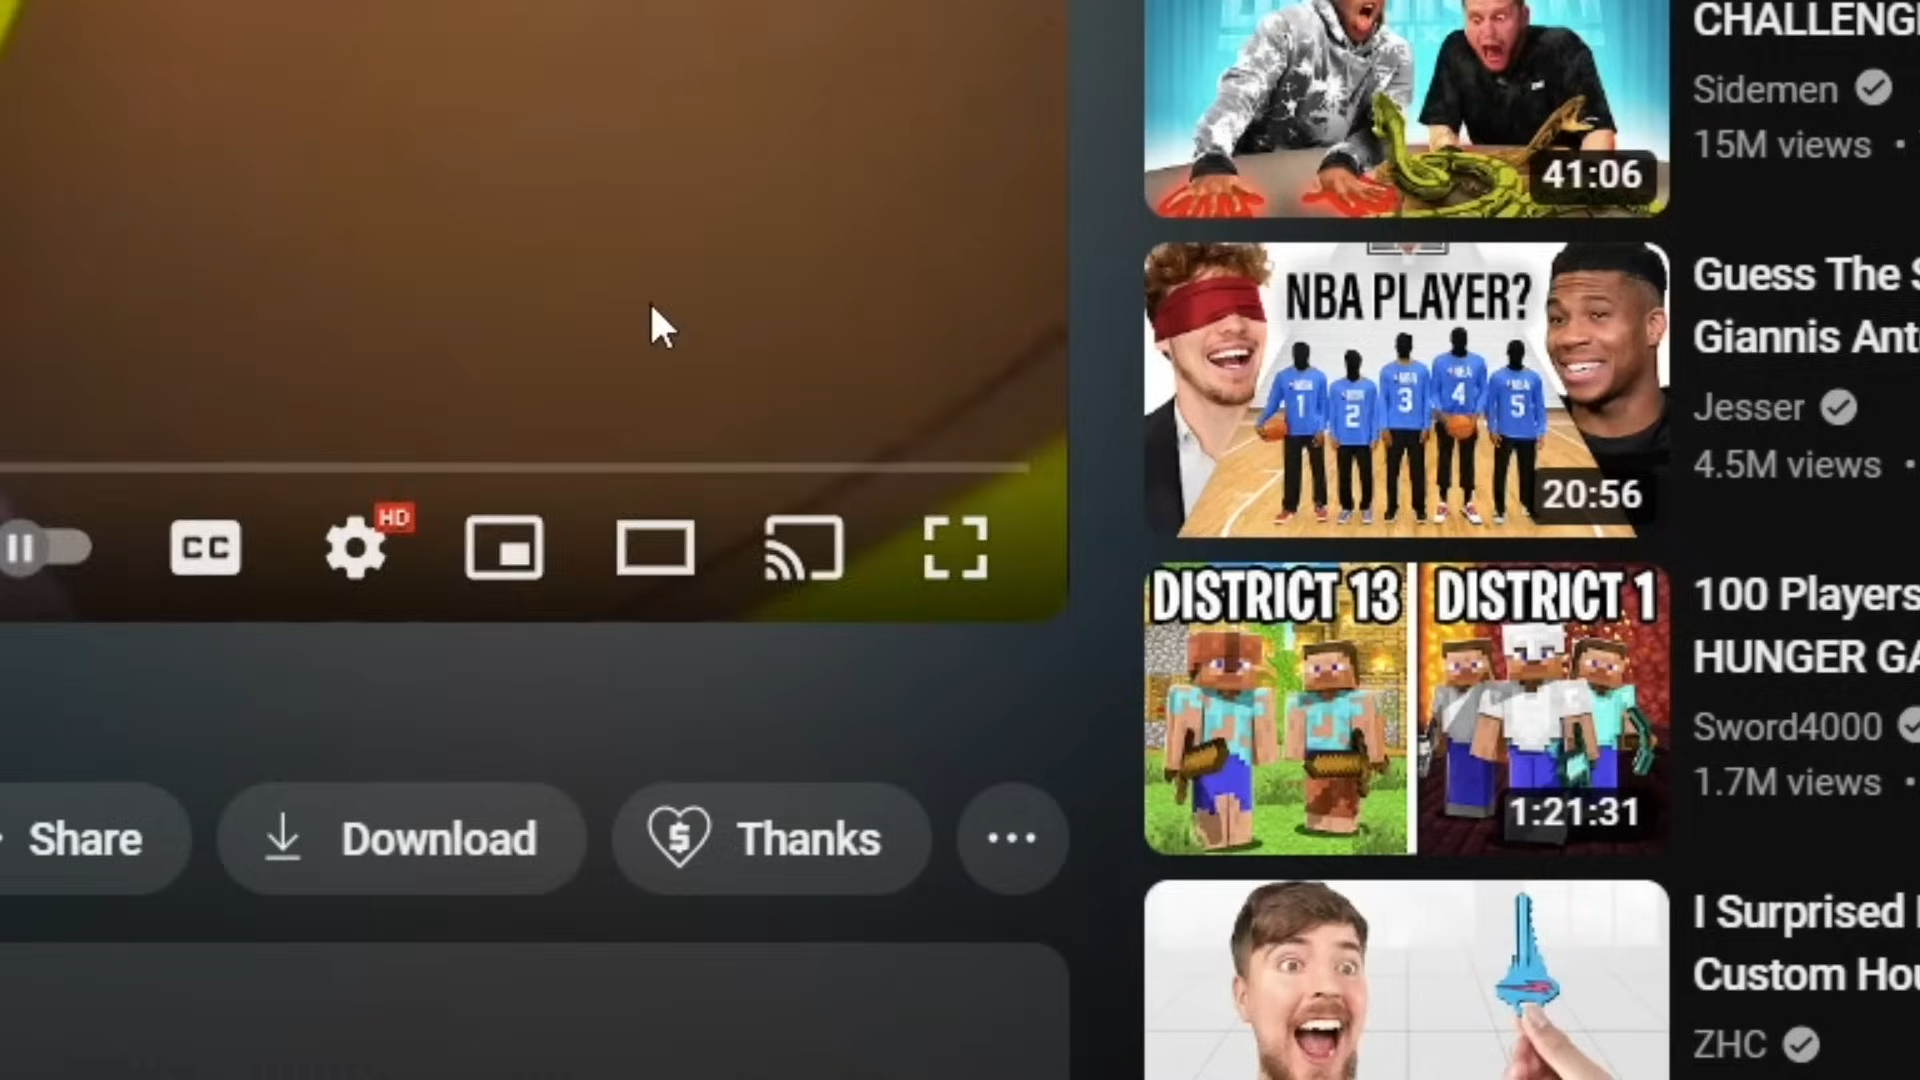 CHALLENG
Sidemen
15M views •
41:06
NBA PLAYER?
1
2
3
4
5
20:56
Guess The
Giannis Ant
Jesser
4.5M views •
HD
CC
DISTRICT 13
DISTRICT 1
1:21:31
100 Players
HUNGER GA
Sword4000
1.7M views •
Share
Download
$
Thanks
I Surprised
Custom Hou
ZHC